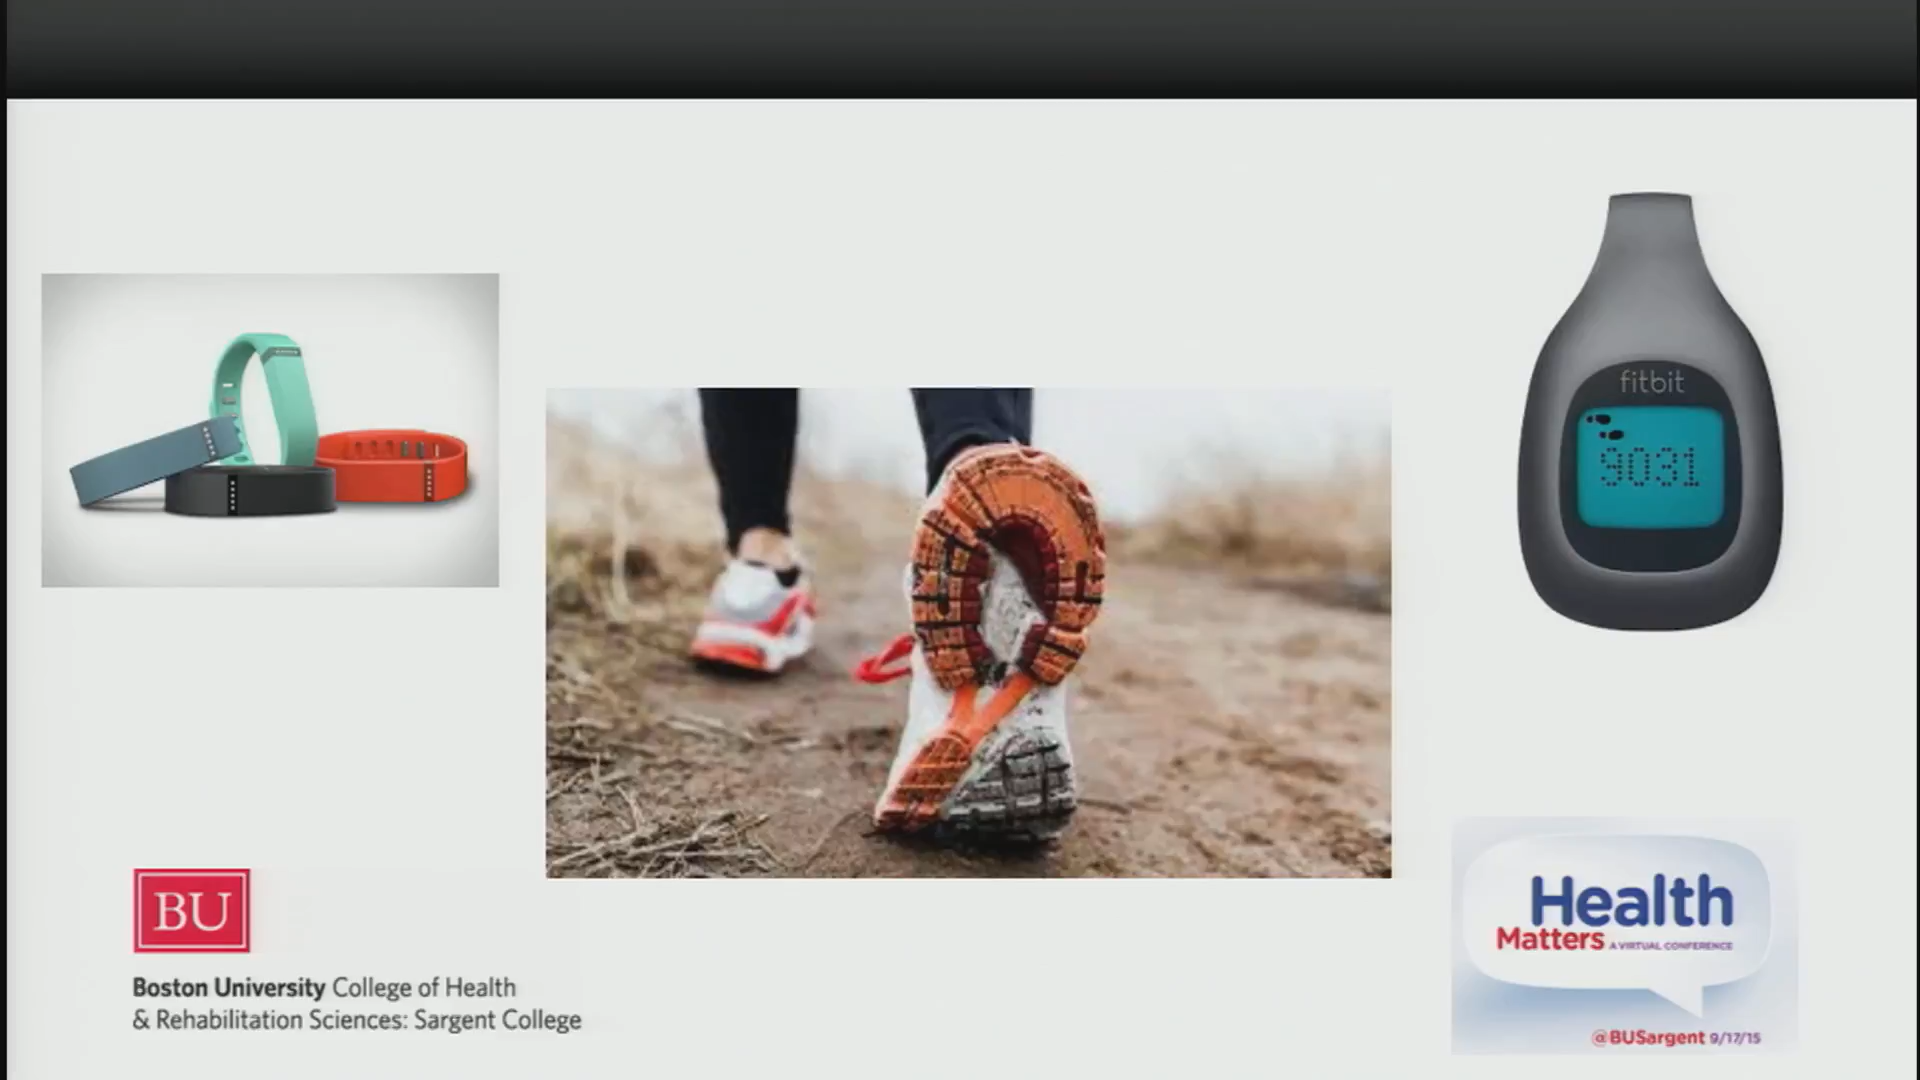 fitbit
9031
BU
Boston University College of Health
& Rehabilitation Sciences: Sargent College
Health
Matters A VIRTUAL CONFERENCE
@BUSargent 9/17/15